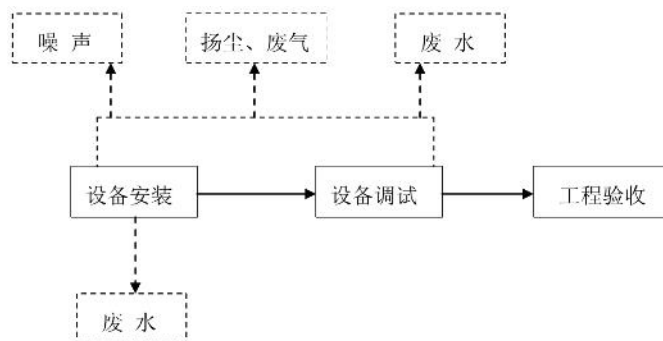 噪 声
扬尘、废气
废 水
设备安装
设备调试
工程验收
废 水